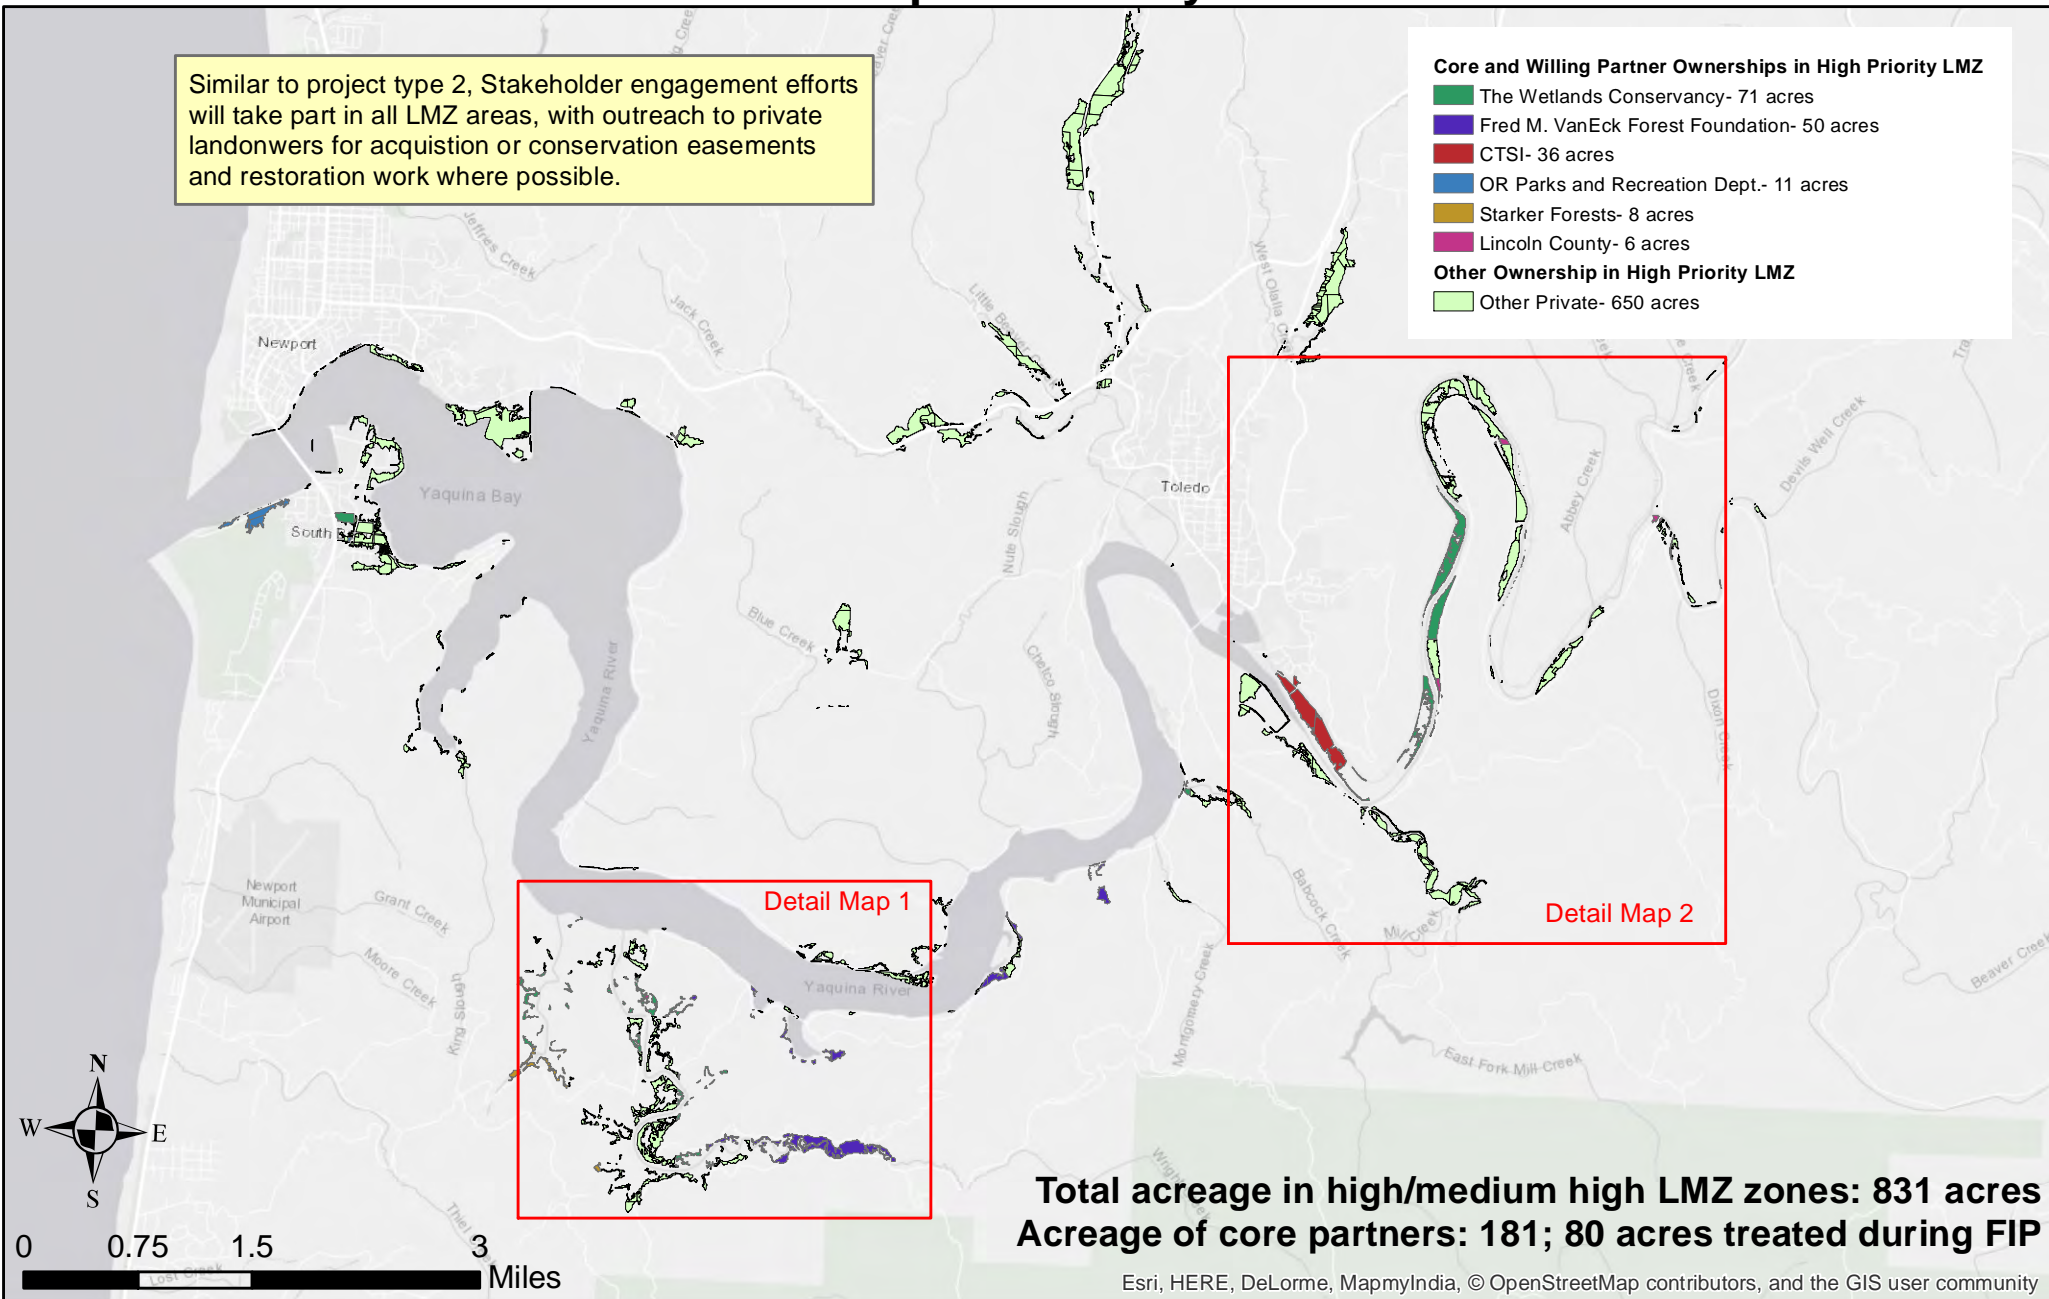 Similar to project type 2, Stakeholder engagement efforts
will take part in all LMZ areas, with outreach to private
landonwers for acquistion or conservation easements
and restoration work where possible.
Core and Willing Partner Ownerships in High Priority LMZ
The Wetlands Conservancy- 71 acres
Fred M. VanEck Forest Foundation- 50 acres
CTSI- 36 acres
OR Parks and Recreation Dept.- 11 acres
Starker Forests- 8 acres
Lincoln County- 6 acres
Other Ownership in High Priority LMZ
Other Private- 650 acres
Jeffries Creek
Jack Creek
Little Beaver
West Olalla
Newport
Yaquina Bay
South
Toledo
Nute Slough
Abbey Creek
Devils Well Creek
Blue Creek
Chetco Slough
Yaquina River
Dixon Creek
Newport
Municipal
Airport
Grant Creek
Moore Creek
King Slough
Detail Map 1
Yaquina River
Detail Map 2
Babcock Creek
Mill Creek
Montgomery Creek
East Fork Mill Creek
Beaver Creek
N
W E
S
Thiel
Lost Creek
Total acreage in high/medium high LMZ zones: 831 acres
Acreage of core partners: 181; 80 acres treated during FIP
0 0.75 1.5 3
Miles
Esri, HERE, DeLorme, MapmyIndia, © OpenStreetMap contributors, and the GIS user community